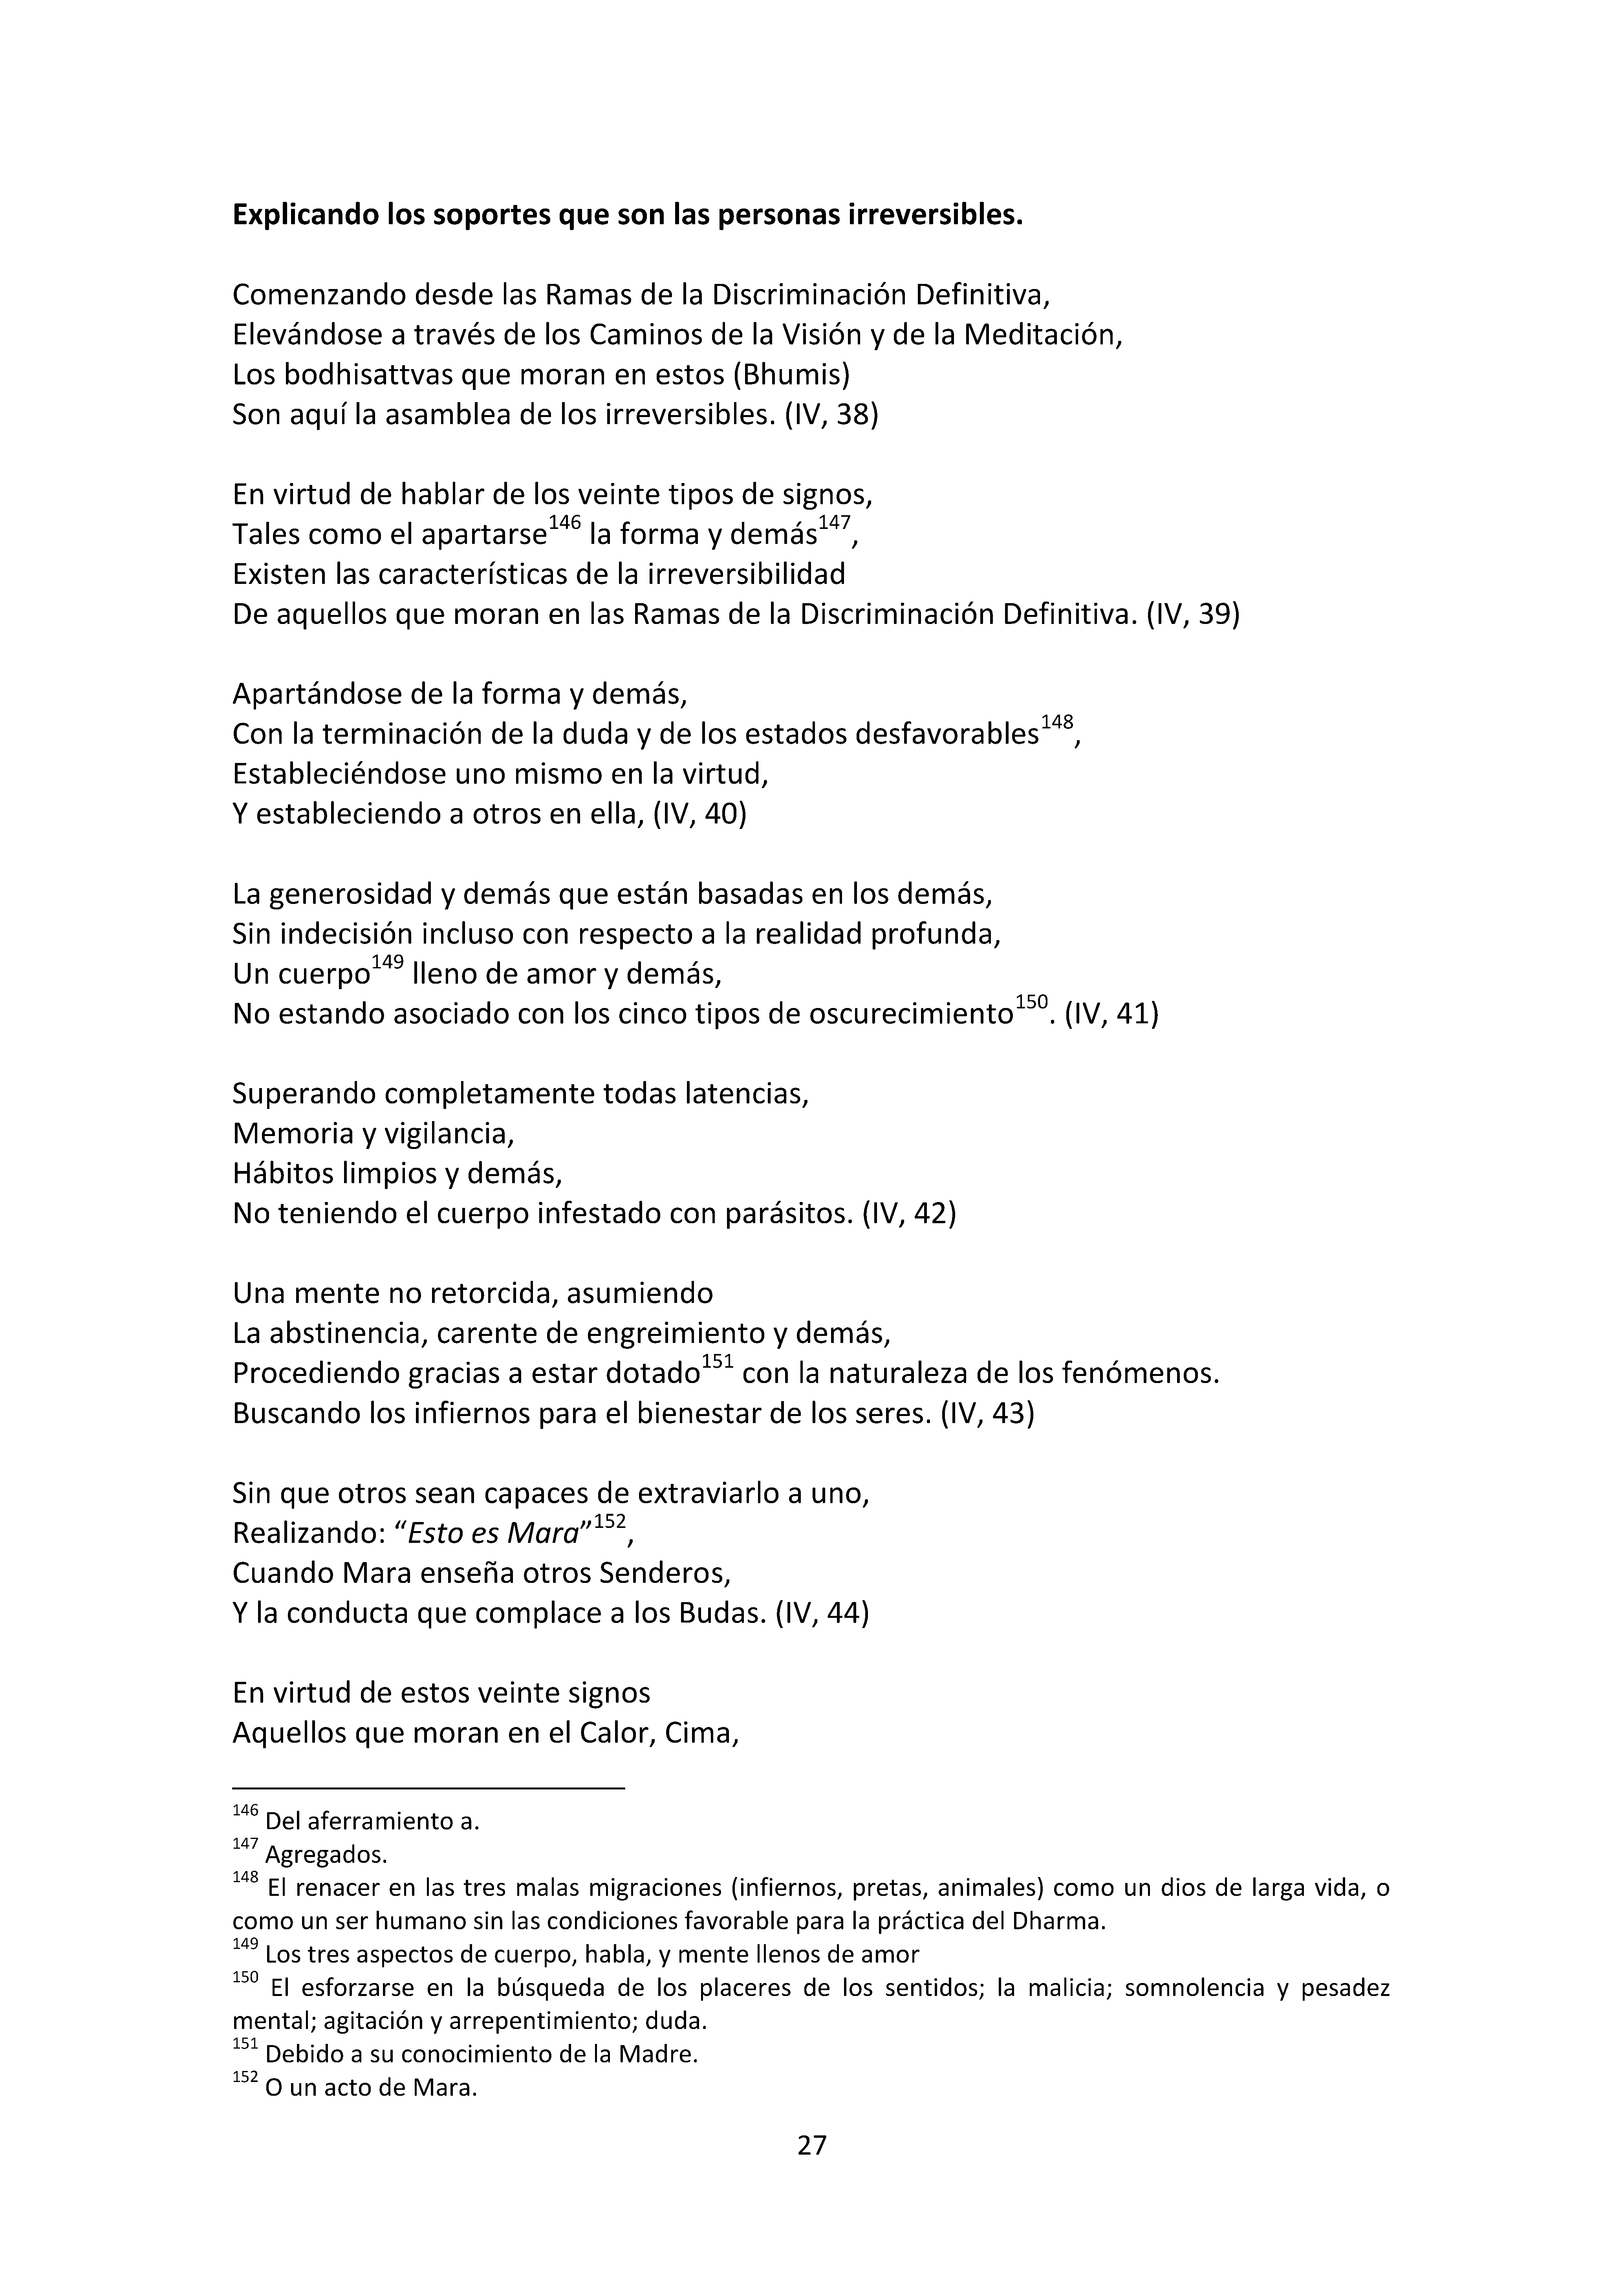 Explicando los soportes que son las personas irreversibles.
Comenzando desde las Ramas de la Discriminación Definitiva,
Elevándose a través de los Caminos de la Visión y de la Meditación,
Los bodhisattvas que moran en estos (Bhumis)
Son aquí la asamblea de los irreversibles. (IV, 38)
En virtud de hablar de los veinte tipos de signos,
Tales como el apartarse146 la forma y demás147,
Existen las características de la irreversibilidad
De aquellos que moran en las Ramas de la Discriminación Definitiva. (IV, 39)
Apartándose de la forma y demás,
Con la terminación de la duda y de los estados desfavorables148,
Estableciéndose uno mismo en la virtud,
Y estableciendo a otros en ella, (IV, 40)
La generosidad y demás que están basadas en los demás,
Sin indecisión incluso con respecto a la realidad profunda,
Un cuerpo149 lleno de amor y demás,
No estando asociado con los cinco tipos de oscurecimiento150. (IV, 41)
Superando completamente todas latencias,
Memoria y vigilancia,
Hábitos limpios y demás,
No teniendo el cuerpo infestado con parásitos. (IV, 42)
Una mente no retorcida, asumiendo
La abstinencia, carente de engreimiento y demás,
Procediendo gracias a estar dotado151 con la naturaleza de los fenómenos.
Buscando los infiernos para el bienestar de los seres. (IV, 43)
Sin que otros sean capaces de extraviarlo a uno,
Realizando: “Esto es Mara”152,
Cuando Mara enseña otros Senderos,
Y la conducta que complace a los Budas. (IV, 44)
En virtud de estos veinte signos
Aquellos que moran en el Calor, Cima,
146 Del aferramiento a.
147 Agregados.
148 El renacer en las tres malas migraciones (infiernos, pretas, animales) como un dios de larga vida, o
como un ser humano sin las condiciones favorable para la práctica del Dharma.
149 Los tres aspectos de cuerpo, habla, y mente llenos de amor
150 El esforzarse en la búsqueda de los placeres de los sentidos; la malicia; somnolencia y pesadez
mental; agitación y arrepentimiento; duda.
151 Debido a su conocimiento de la Madre.
152 O un acto de Mara.
27